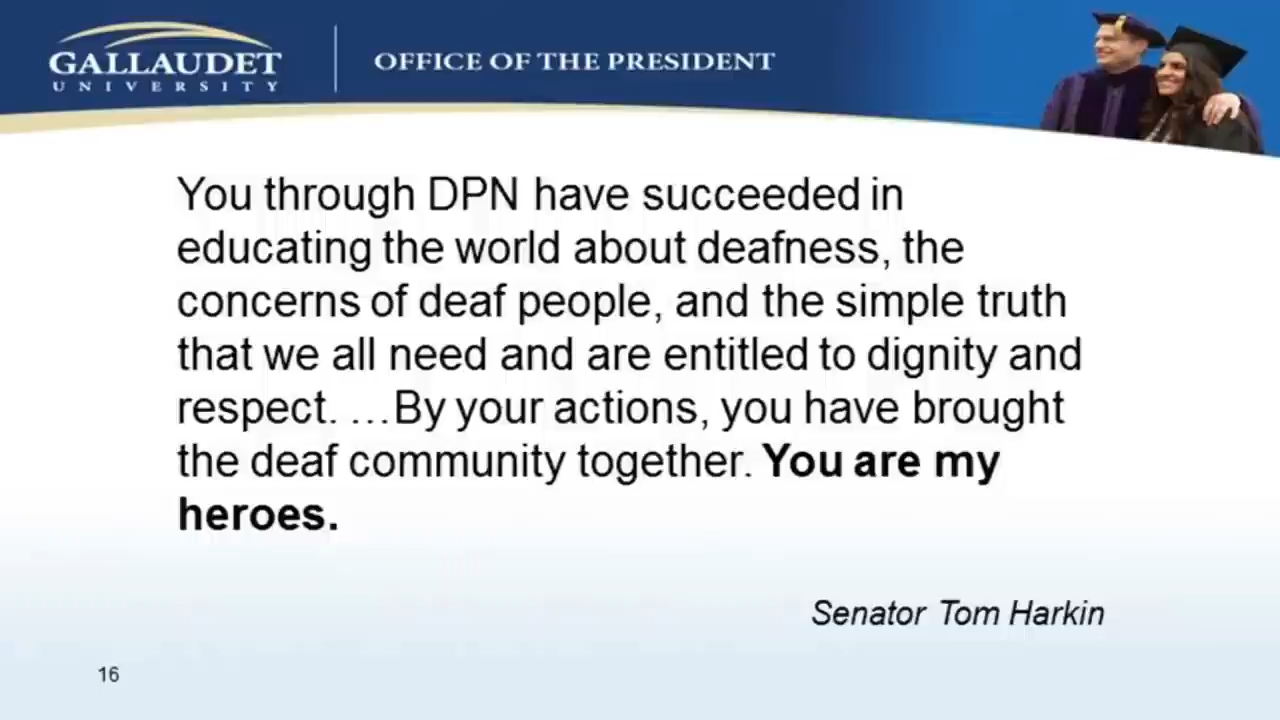 GALLAUDET
UNIVERSITY
OFFICE OF THE PRESIDENT
You through DPN have succeeded in
educating the world about deafness, the
concerns of deaf people, and the simple truth
that we all need and are entitled to dignity and
respect. …By your actions, you have brought
the deaf community together. You are my
heroes.
Senator Tom Harkin
16